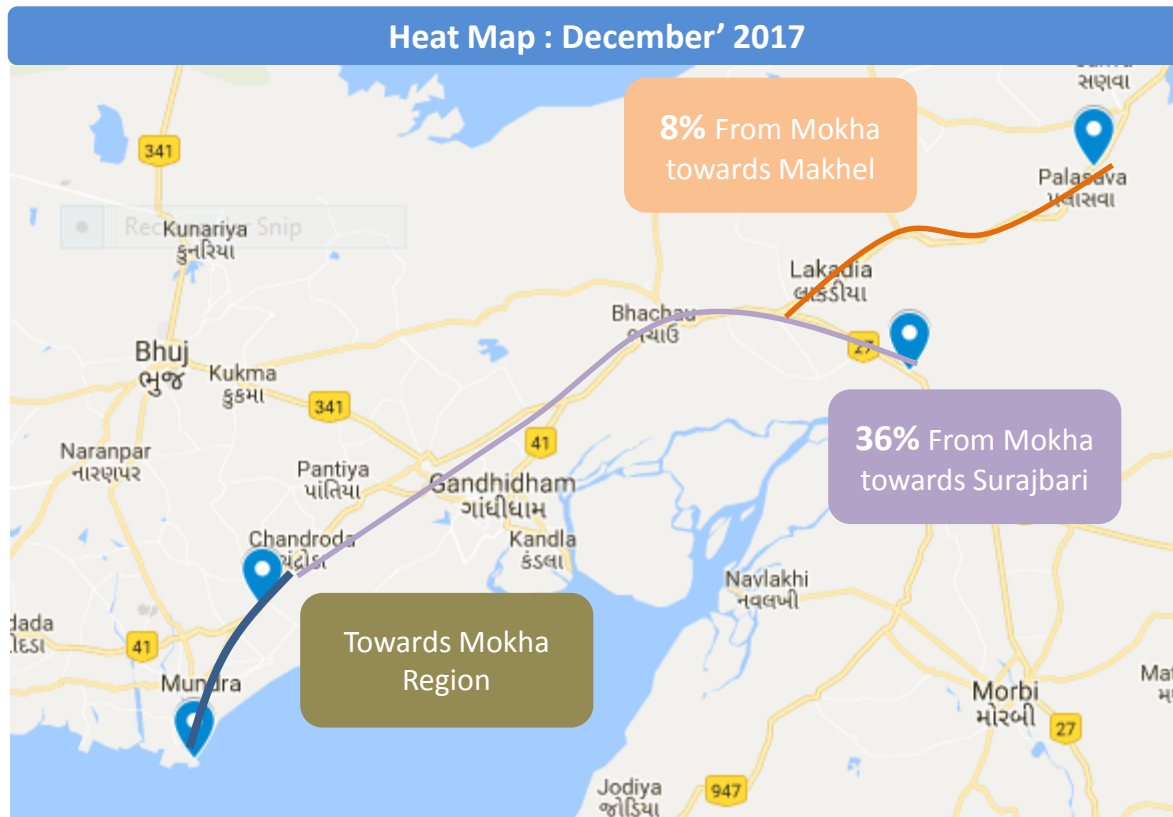 Heat Map : December’ 2017
સણવા
341
8% From Mokha
towards Makhel
Palasava
પલાસવા
Kunariya
કુનરિયા
Lakadia
લાકડીયા
Bhachau
ભચાઉ
27
Bhuj
ભુજ
Kukma
કુકમા
341
36% From Mokha
towards Surajbari
41
Naranpar
નારણપર
Pantiya
પાંતિયા
Gandhidham
ગાંધીધામ
Chandroda
ચંદ્રોડા
Kandla
કંડલા
Navlakhi
નવલખી
41
Towards Mokha
Region
Mundra
Morbi
મોરબી
27
Jodiya
જોડિયા
947